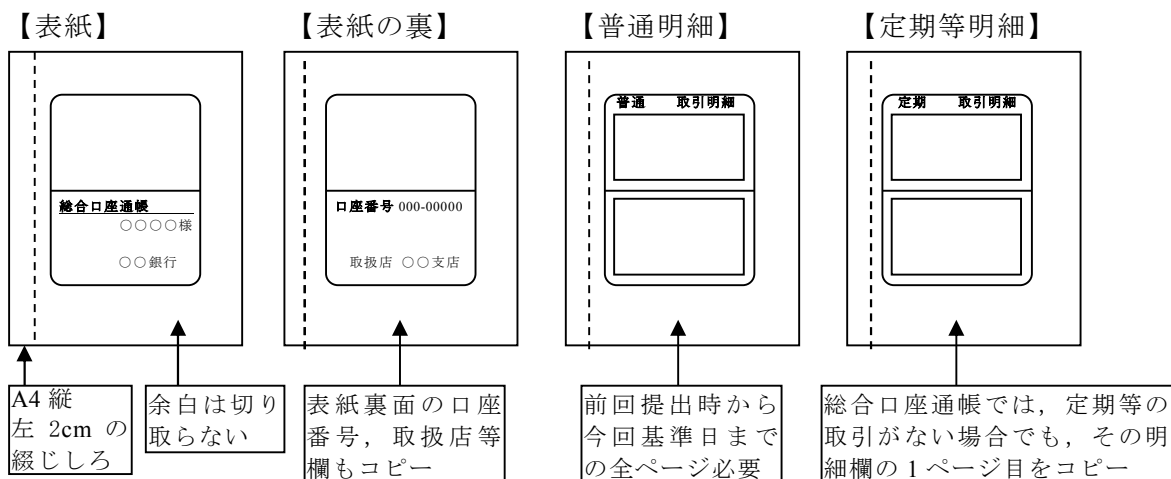 【表紙】
【表紙の裏】
【普通明細】
【定期等明細】
総合口座通帳
○○○○様
○○銀行
口座番号 000-00000
取扱店 ○○支店
普通 取引明細
定期 取引明細
A4 縦
左 2cm の
綴じしろ
余白は切り
取らない
表紙裏面の口座
番号，取扱店等
欄もコピー
前回提出時から
今回基準日まで
の全ページ必要
総合口座通帳では，定期等の
取引がない場合でも，その明
細欄の 1 ページ目をコピー